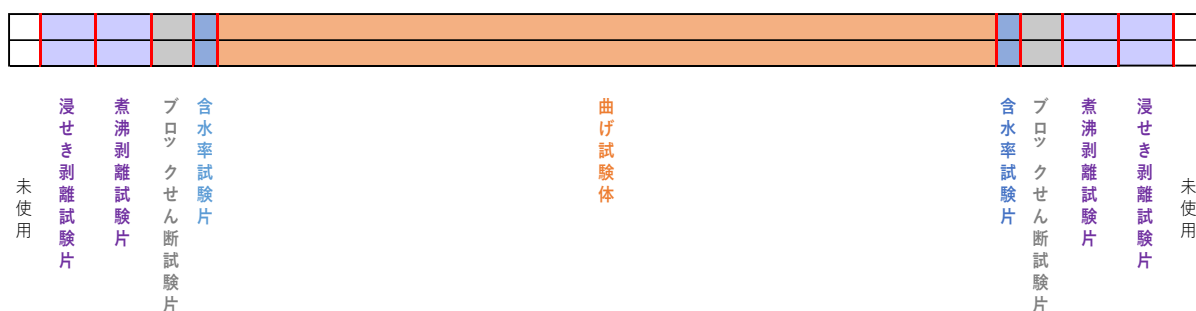 未使用
浸せき剥離試験片
煮沸剥離試験片
ブロックせん断試験片
含水率試験片
曲げ試験体
含水率試験片
ブロックせん断試験片
煮沸剥離試験片
浸せき剥離試験片
未使用